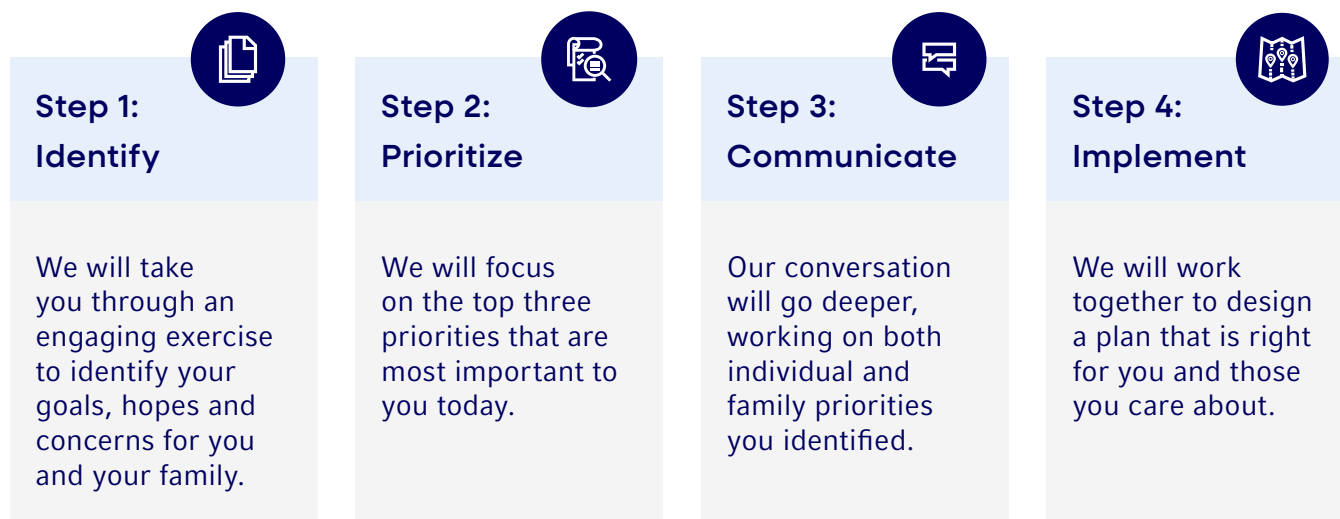 Step 1:
Identify
We will take
you through an
engaging exercise
to identify your
goals, hopes and
concerns for you
and your family.
Step 2:
Prioritize
We will focus
on the top three
priorities that are
most important to
you today.
Step 3:
Communicate
Our conversation
will go deeper,
working on both
individual and
family priorities
you identified.
Step 4:
Implement
We will work
together to design
a plan that is right
for you and those
you care about.